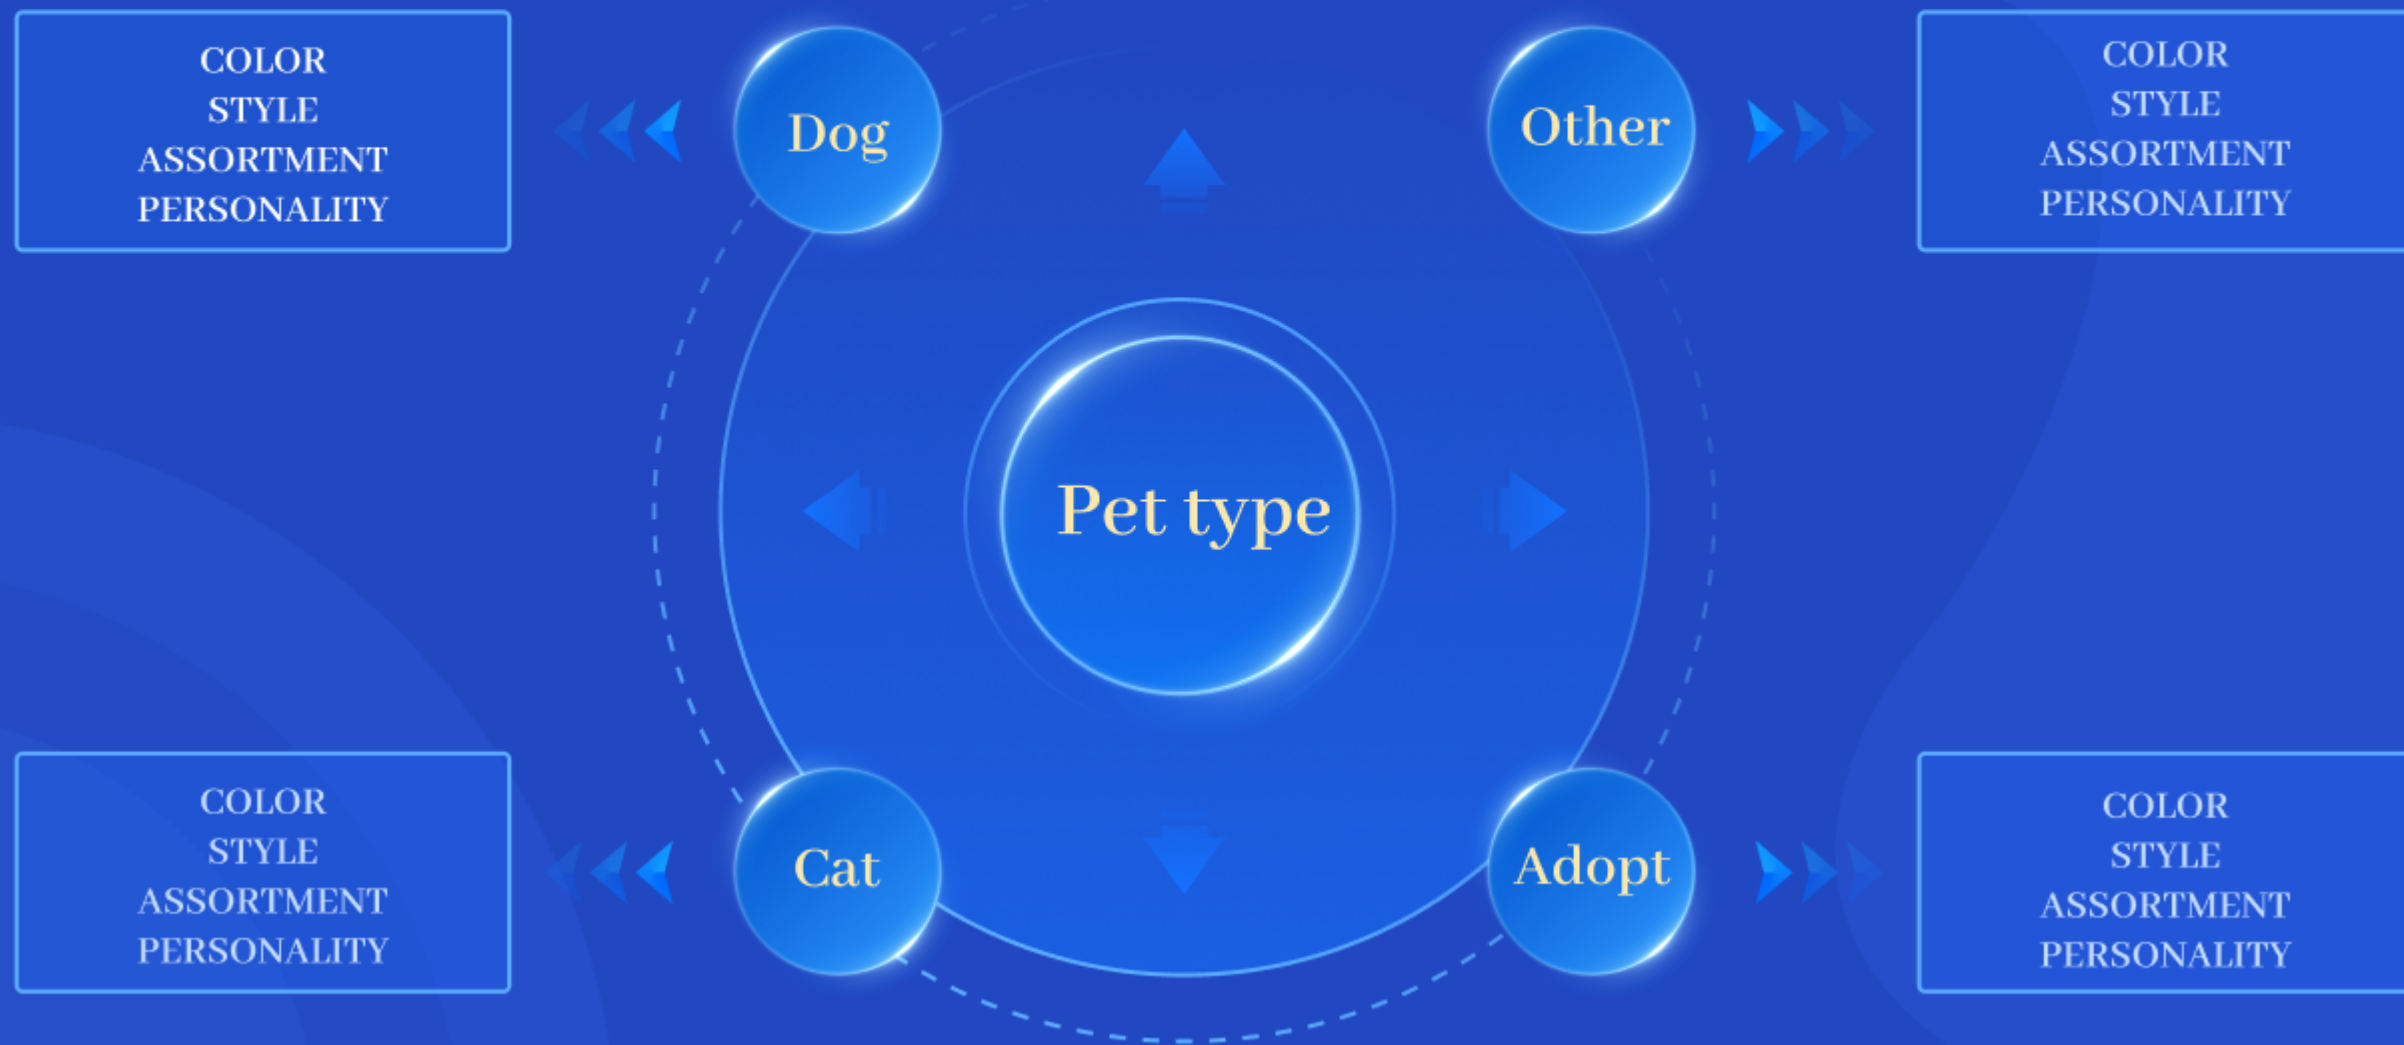 COLOR
STYLE
ASSORTMENT
PERSONALITY
Dog
Other
COLOR
STYLE
ASSORTMENT
PERSONALITY
Pet type
COLOR
STYLE
ASSORTMENT
PERSONALITY
Cat
Adopt
COLOR
STYLE
ASSORTMENT
PERSONALITY